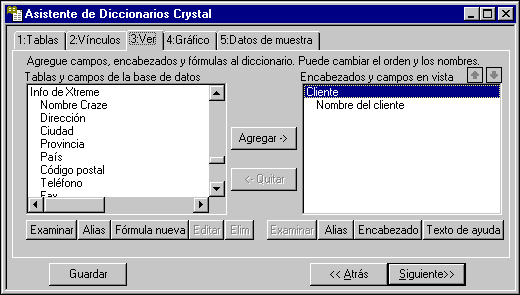 Asistente de Diccionarios Crystal
1:Tablas 2:Vínculos 3:Ver 4:Gráfico 5:Datos de muestra
Agregue campos, encabezados y fórmulas al diccionario. Puede cambiar el orden y los nombres.
Tablas y campos de la base de datos
Encabezados y campos en vista
Info de Xtreme
Nombre Craze
Dirección
Ciudad
Provincia
País
Código postal
Teléfono
Fax
Agregar ->
<- Quitar
Cliente
Nombre del cliente
Examinar Alias Fórmula nueva Editar Elim
Examinar Alias Encabezado Texto de ayuda
Guardar << Atrás Siguiente>>